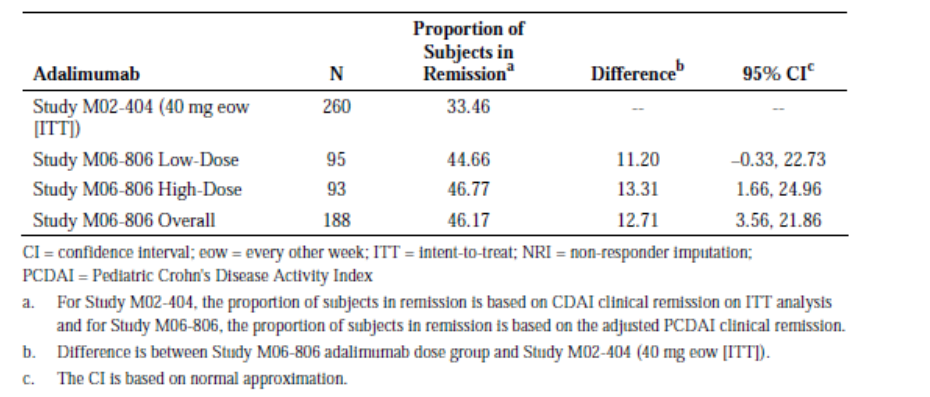 Adalimumab N Proportion of Subjects in Remissionᵃ Differenceᵇ 95% CIᶜ
Study M02-404 (40 mg eow [ITT]) 260 33.46 -- --
Study M06-806 Low-Dose 95 44.66 11.20 –0.33, 22.73
Study M06-806 High-Dose 93 46.77 13.31 1.66, 24.96
Study M06-806 Overall 188 46.17 12.71 3.56, 21.86
CI = confidence interval; eow = every other week; ITT = intent-to-treat; NRI = non-responder imputation;
PCDAI = Pediatric Crohn's Disease Activity Index
a. For Study M02-404, the proportion of subjects in remission is based on CDAI clinical remission on ITT analysis
and for Study M06-806, the proportion of subjects in remission is based on the adjusted PCDAI clinical remission.
b. Difference is between Study M06-806 adalimumab dose group and Study M02-404 (40 mg eow [ITT]).
c. The CI is based on normal approximation.